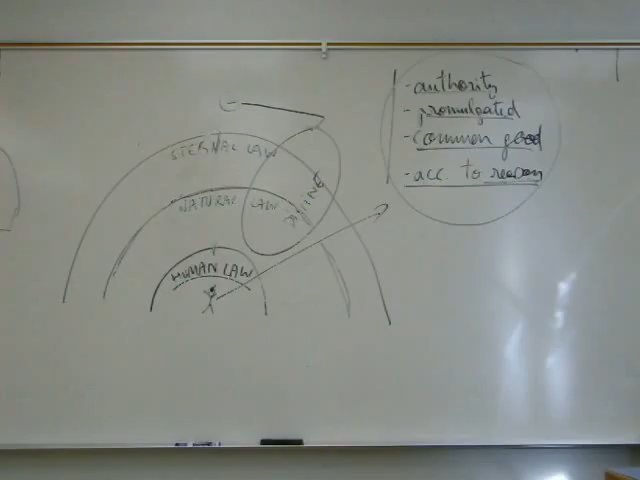 - authority
- promulgated
- common good
- acc. to reason
ETERNAL LAW
NATURAL LAW
DIVINE
HUMAN LAW